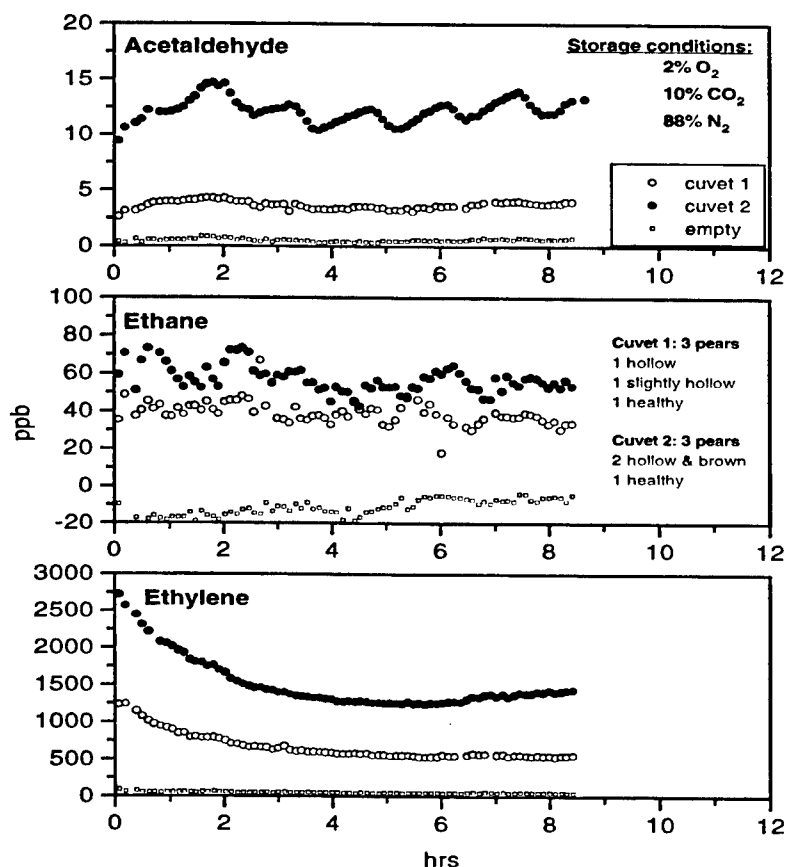 20
15
10
5
0
Acetaldehyde
Storage conditions:
2% O₂
10% CO₂
88% N₂
cuvet 1
cuvet 2
empty
0 2 4 6 8 10 12
ppb
100
80
60
40
20
0
-20
Ethane
Cuvet 1: 3 pears
1 hollow
1 slightly hollow
1 healthy
Cuvet 2: 3 pears
2 hollow & brown
1 healthy
0 2 4 6 8 10 12
3000
2500
2000
1500
1000
500
0
Ethylene
0 2 4 6 8 10 12
hrs